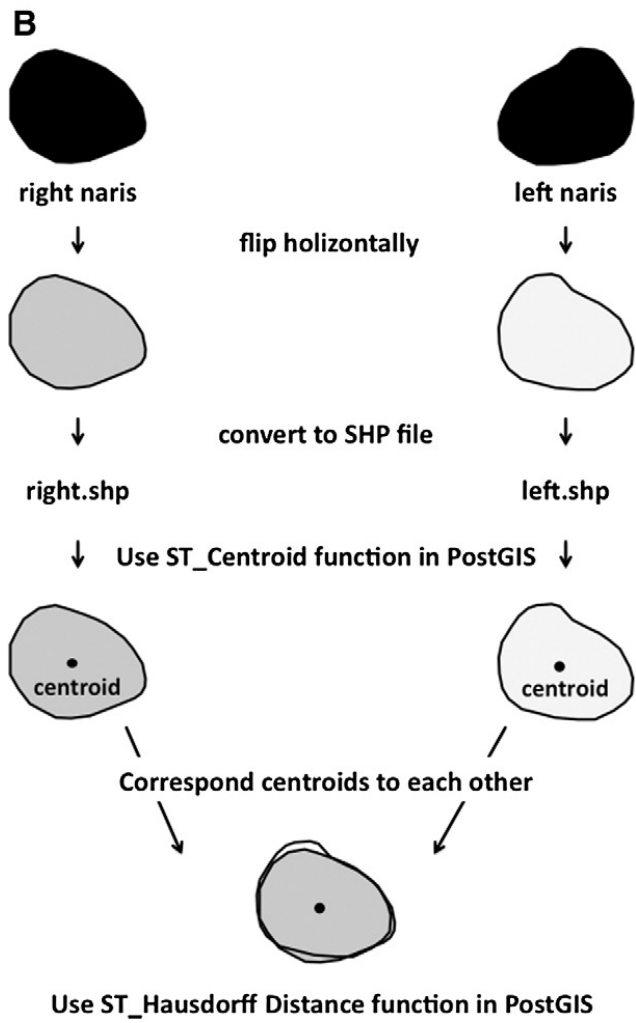 B
right naris
left naris
flip holizontally
convert to SHP file
right.shp
left.shp
Use ST_Centroid function in PostGIS
centroid
centroid
Correspond centroids to each other
Use ST_Hausdorff Distance function in PostGIS